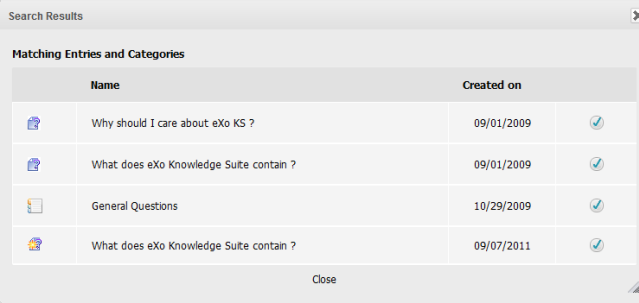 Search Results
Matching Entries and Categories
Name Created on
Why should I care about eXo KS ? 09/01/2009
What does eXo Knowledge Suite contain ? 09/01/2009
General Questions 10/29/2009
What does eXo Knowledge Suite contain ? 09/07/2011
Close